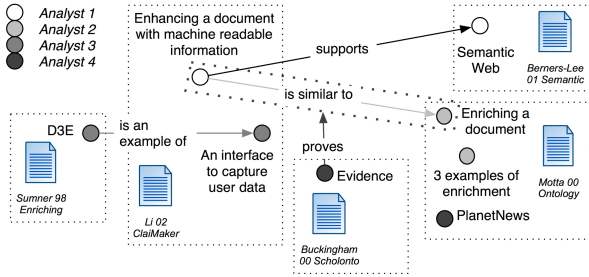 Analyst 1
Analyst 2
Analyst 3
Analyst 4
Enhancing a document
with machine readable
information
supports
Semantic
Web
Berners-Lee
01 Semantic
is similar to
Enriching a
document
D3E
is an
example of
An interface
to capture
user data
proves
Evidence
3 examples of
enrichment
PlanetNews
Motta 00
Ontology
Sumner 98
Enriching
Li 02
ClaiMaker
Buckingham
00 Scholonto